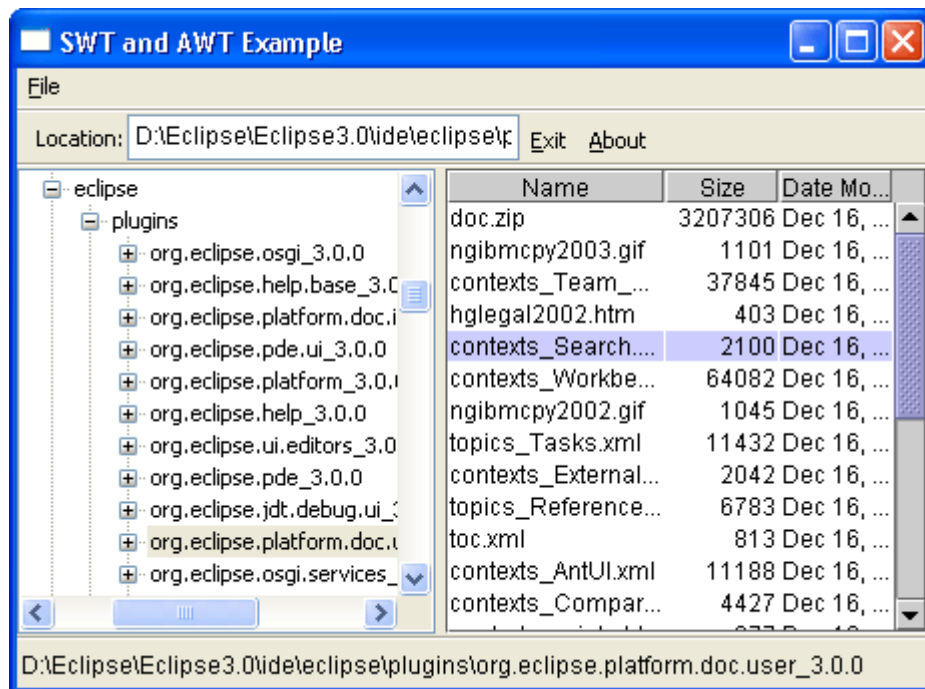 SWT and AWT Example
File
Location: D:\Eclipse\Eclipse3.0\ide\eclipse\p Exit About
eclipse
plugins
org.eclipse.osgi_3.0.0
org.eclipse.help.base_3.0
org.eclipse.platform.doc.i
org.eclipse.pde.ui_3.0.0
org.eclipse.platform_3.0.
org.eclipse.help_3.0.0
org.eclipse.ui.editors_3.0
org.eclipse.pde_3.0.0
org.eclipse.jdt.debug.ui_
org.eclipse.platform.doc.u
org.eclipse.osgi.services_
Name Size Date Mo...
doc.zip 3207306 Dec 16, ...
ngibmcpy2003.gif 1101 Dec 16, ...
contexts_Team_... 37845 Dec 16, ...
hglegal2002.htm 403 Dec 16, ...
contexts_Search.... 2100 Dec 16, ...
contexts_Workbe... 64082 Dec 16, ...
ngibmcpy2002.gif 1045 Dec 16, ...
topics_Tasks.xml 11432 Dec 16, ...
contexts_External... 2042 Dec 16, ...
topics_Reference... 6783 Dec 16, ...
toc.xml 813 Dec 16, ...
contexts_AntUI.xml 11188 Dec 16, ...
contexts_Compar... 4427 Dec 16, ...
D:\Eclipse\Eclipse3.0\ide\eclipse\plugins\org.eclipse.platform.doc.user_3.0.0